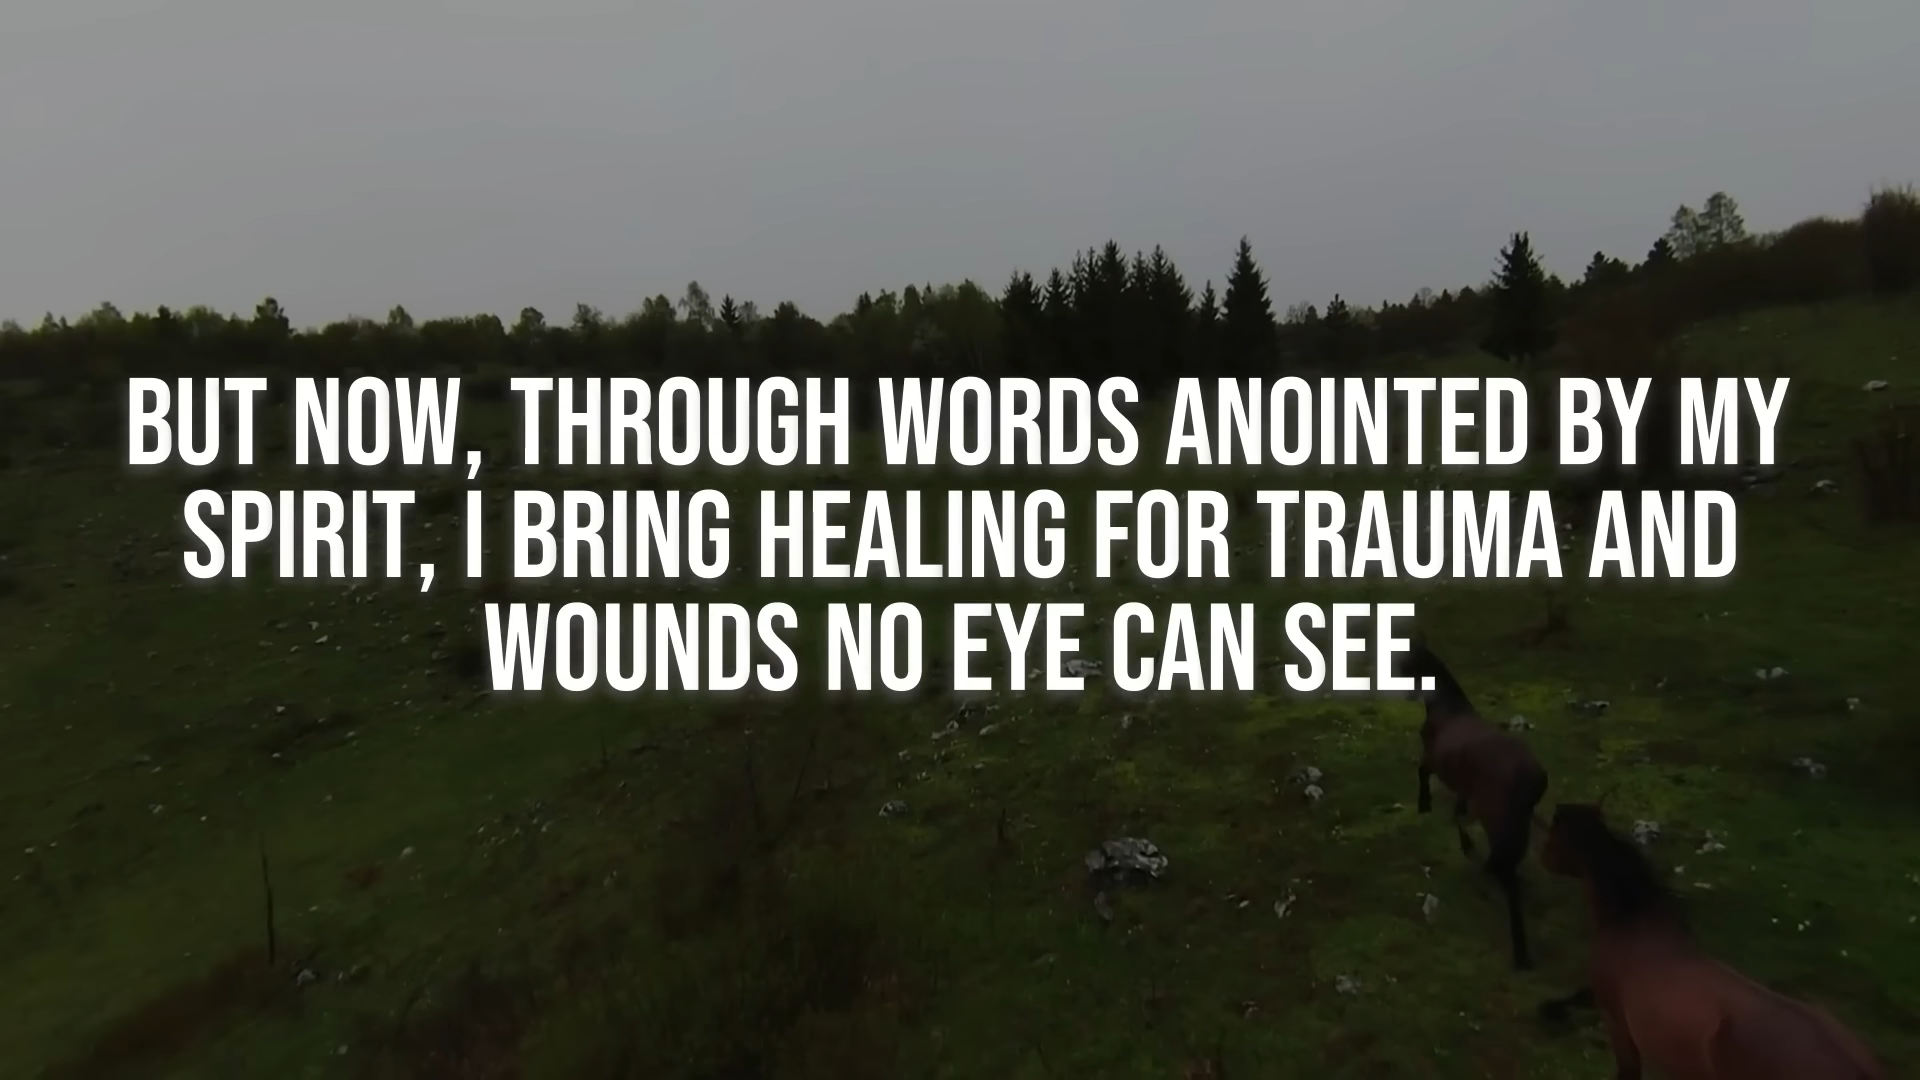 BUT NOW, THROUGH WORDS ANOINTED BY MY
SPIRIT, I BRING HEALING FOR TRAUMA AND
WOUNDS NO EYE CAN SEE.